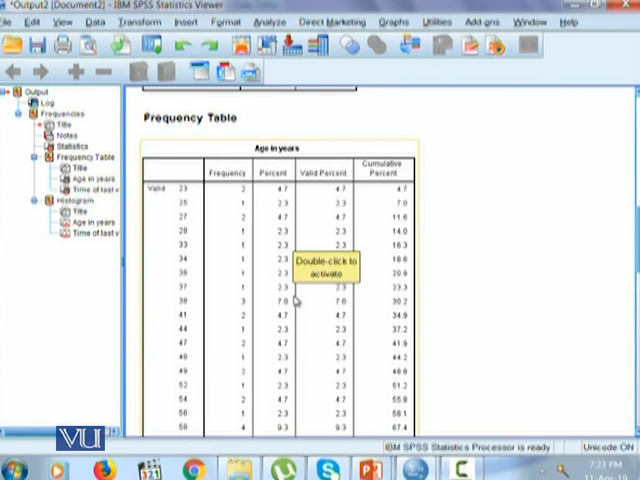 *Output2 [Document2] - IBM SPSS Statistics Viewer
Edit View Data Transform Insert Format Analyze Direct Marketing Graphs Utilities Add-ons Window Help
Output
Log
Frequencies
Title
Notes
Statistics
Frequency Table
Title
Age in years
Time of last v
Histogram
Title
Age in years
Time of last v
Frequency Table
Age in years
Frequency Percent Valid Percent Cumulative Percent
Valid 23 2 4.7 4.7 4.7
1 2.3 2.3 7.0
27 2 4.7 4.7 11.6
28 1 2.3 2.3 14.0
33 1 2.3 2.3 16.3
34 1 2.3 18.6
36 1 2.3 20.9
37 1 2.3 2.3 23.3
3 7.0 7.0 30.2
41 2 4.7 4.7 34.9
44 1 2.3 2.3 37.2
47 2 4.7 4.7 41.9
1 2.3 2.3 44.2
49 2 4.7 4.7 48.8
52 1 2.3 2.3 51.2
54 2 4.7 4.7 55.8
56 1 2.3 2.3 58.1
4 9.3 9.3 67.4
Double-click to
activate
VU
IBM SPSS Statistics Processor is ready Unicode ON
321
7:23 PM
11-Apr-19